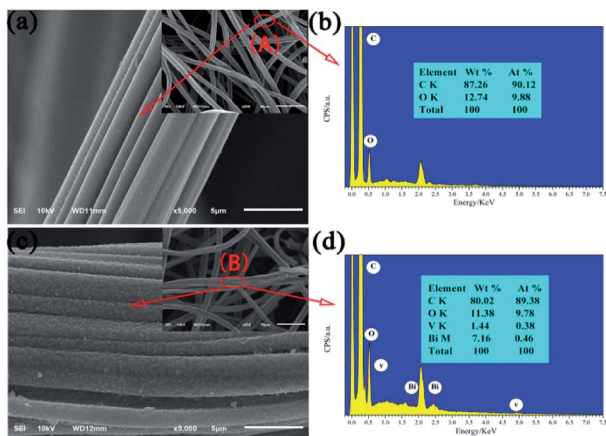 (a)
(A)
SEI 10kV WD11mm x5,000 5μm
(b)
C
Element Wt % At %
C K 87.26 90.12
O K 12.74 9.88
Total 100 100
O
CPS/a.u.
0.0 0.5 1.0 1.5 2.0 2.5 3.0 3.5 4.0 4.5 5.0 5.5 6.0 6.5 7.0 7.5
Energy/KeV
(c)
(B)
SEI 10kV WD12mm x5,000 5μm
(d)
C
Element Wt % At %
C K 80.02 89.38
O K 11.38 9.78
V K 1.44 0.38
Bi M 7.16 0.46
Total 100 100
O
v
Bi Bi v
CPS/a.u.
0.0 0.5 1.0 1.5 2.0 2.5 3.0 3.5 4.0 4.5 5.0 5.5 6.0 6.5 7.0 7.5
Energy/KeV